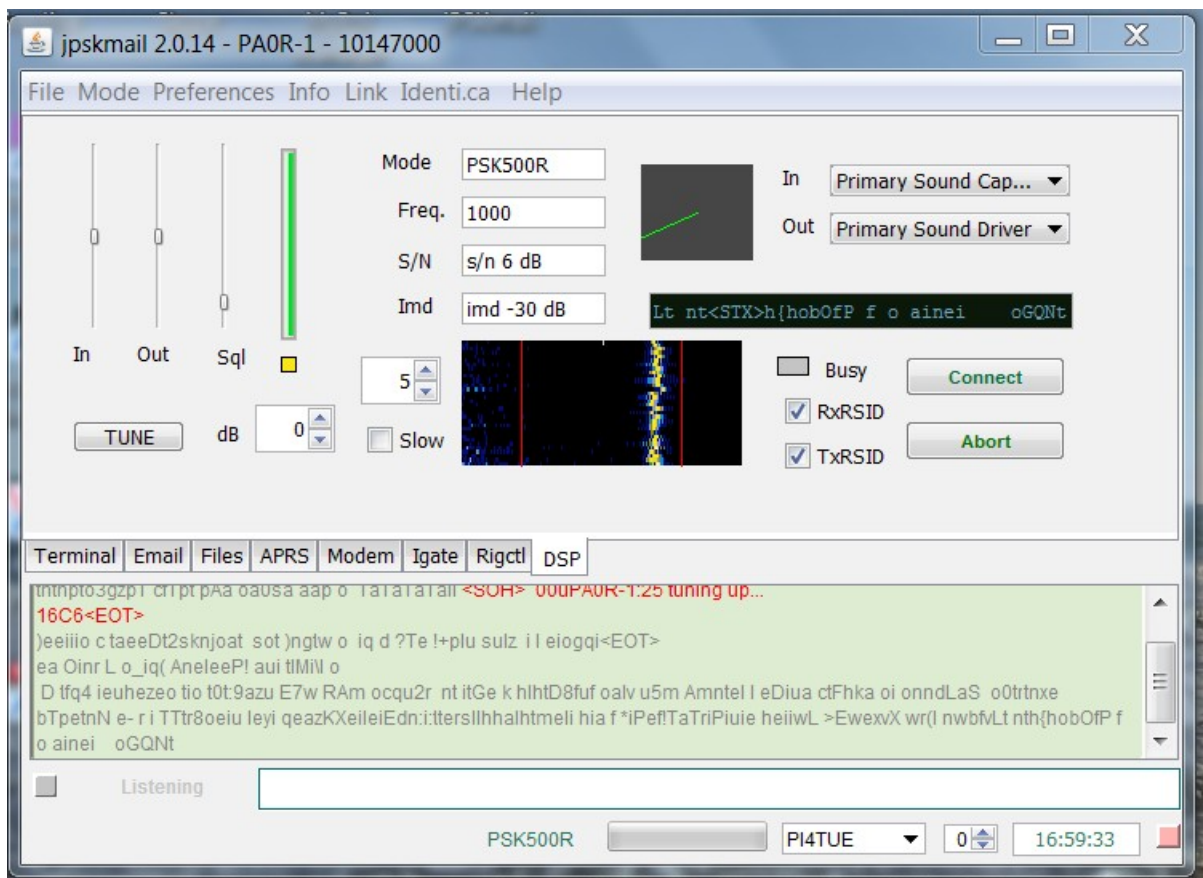 jpskmail 2.0.14 - PA0R-1 - 10147000
File Mode Preferences Info Link Identi.ca Help
Mode PSK500R
In Primary Sound Cap...
Freq. 1000
Out Primary Sound Driver
S/N s/n 6 dB
Imd imd -30 dB
Lt nt<STX>h{hobOfP f o ainei oGQNt
In Out Sql
5
Busy Connect
RxRSID
TUNE dB 0 Slow
Abort
TxRSID
Terminal Email Files APRS Modem Igate Rigctl DSP
<SOH> 00uPA0R-1:25 tuning up...
16C6<EOT>
)eeiiio c taeeDt2sknjoat sot )ngtw o iq d ?Te !+plu sulz i l eiogqi<EOT>
ea Oinr L o_iq( AneleeP! aui
D tfq4 ieuhezeo tio t0t:9azu E7w RAm ocqu2r nt itGe k hlhtD8fuf oalv u5m Amntel l eDiua ctFhka oi onndLaS o0trtnxe
bTpetnN e- r i TTtr8oeiu leyi qeazKXeileiEdn:i:ttersllhhalhtmeli hia f *iPef!TaTriPiuie heiiwL >EwexvX wr(l nth{hobOfP f
o ainei oGQNt
Listening
PSK500R PI4TUE 0 16:59:33